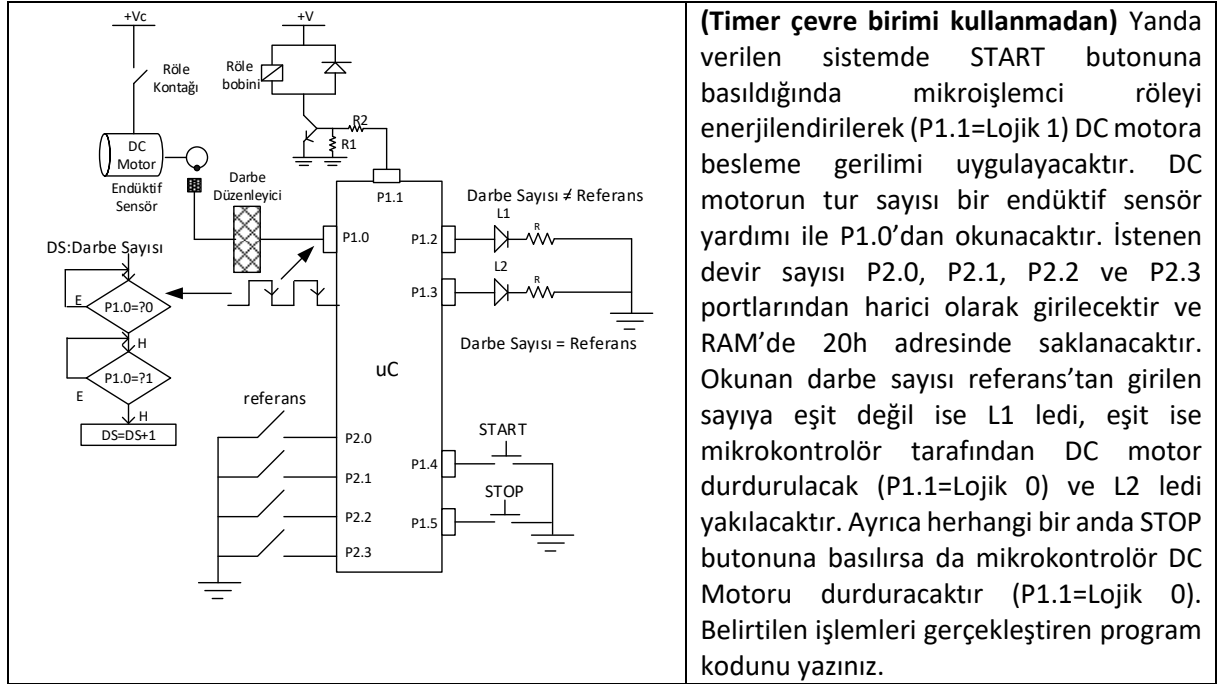 +Vc
+V
Röle
Kontağı
Röle
bobini
R2
R1
DC
Motor
Endüktif
Sensör
Darbe
Düzenleyici
P1.1
P1.0
P1.2
P1.3
Darbe Sayısı ≠ Referans
L1
R
L2
R
Darbe Sayısı = Referans
DS:Darbe Sayısı
P1.0=?0
E
H
P1.0=?1
E
H
DS=DS+1
uC
referans
P2.0
P2.1
P2.2
P2.3
P1.4
START
P1.5
STOP
(Timer çevre birimi kullanmadan) Yanda
verilen sistemde START butonuna
basıldığında mikroişlemci röleyi
enerjilendirilerek (P1.1=Lojik 1) DC motora
besleme gerilimi uygulayacaktır. DC
motorun tur sayısı bir endüktif sensör
yardımı ile P1.0’dan okunacaktır. İstenen
devir sayısı P2.0, P2.1, P2.2 ve P2.3
portlarından harici olarak girilecektir ve
RAM’de 20h adresinde saklanacaktır.
Okunan darbe sayısı referans’tan girilen
sayıya eşit değil ise L1 ledi, eşit ise
mikrokontrolör tarafından DC motor
durdurulacak (P1.1=Lojik 0) ve L2 ledi
yakılacaktır. Ayrıca herhangi bir anda STOP
butonuna basılırsa da mikrokontrolör DC
Motoru durduracaktır (P1.1=Lojik 0).
Belirtilen işlemleri gerçekleştiren program
kodunu yazınız.